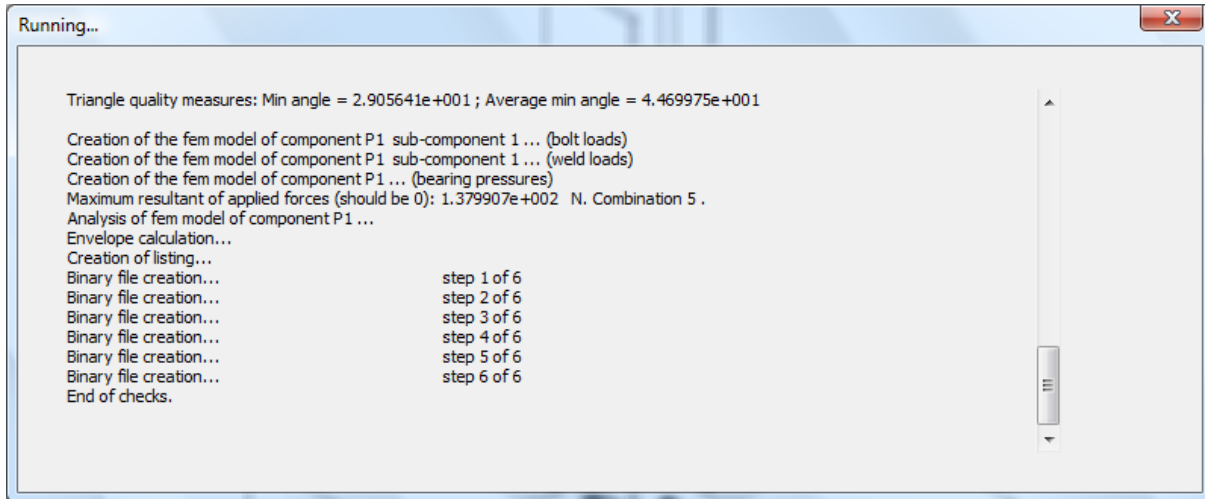 Running...
Triangle quality measures: Min angle = 2.905641e+001 ; Average min angle = 4.469975e+001
Creation of the fem model of component P1 sub-component 1 ... (bolt loads)
Creation of the fem model of component P1 sub-component 1 ... (weld loads)
Creation of the fem model of component P1 ... (bearing pressures)
Maximum resultant of applied forces (should be 0): 1.379907e+002 N. Combination 5 .
Analysis of fem model of component P1 ...
Envelope calculation...
Creation of listing...
Binary file creation... step 1 of 6
Binary file creation... step 2 of 6
Binary file creation... step 3 of 6
Binary file creation... step 4 of 6
Binary file creation... step 5 of 6
Binary file creation... step 6 of 6
End of checks.